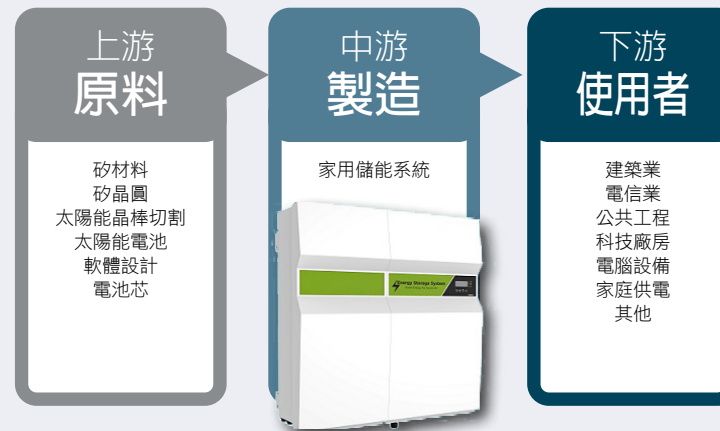 上游
原料
矽材料
矽晶圓
太陽能晶棒切割
太陽能電池
軟體設計
電池芯
中游
製造
家用儲能系統
Energy Storage System
下游
使用者
建築業
電信業
公共工程
科技廠房
電腦設備
家庭供電
其他